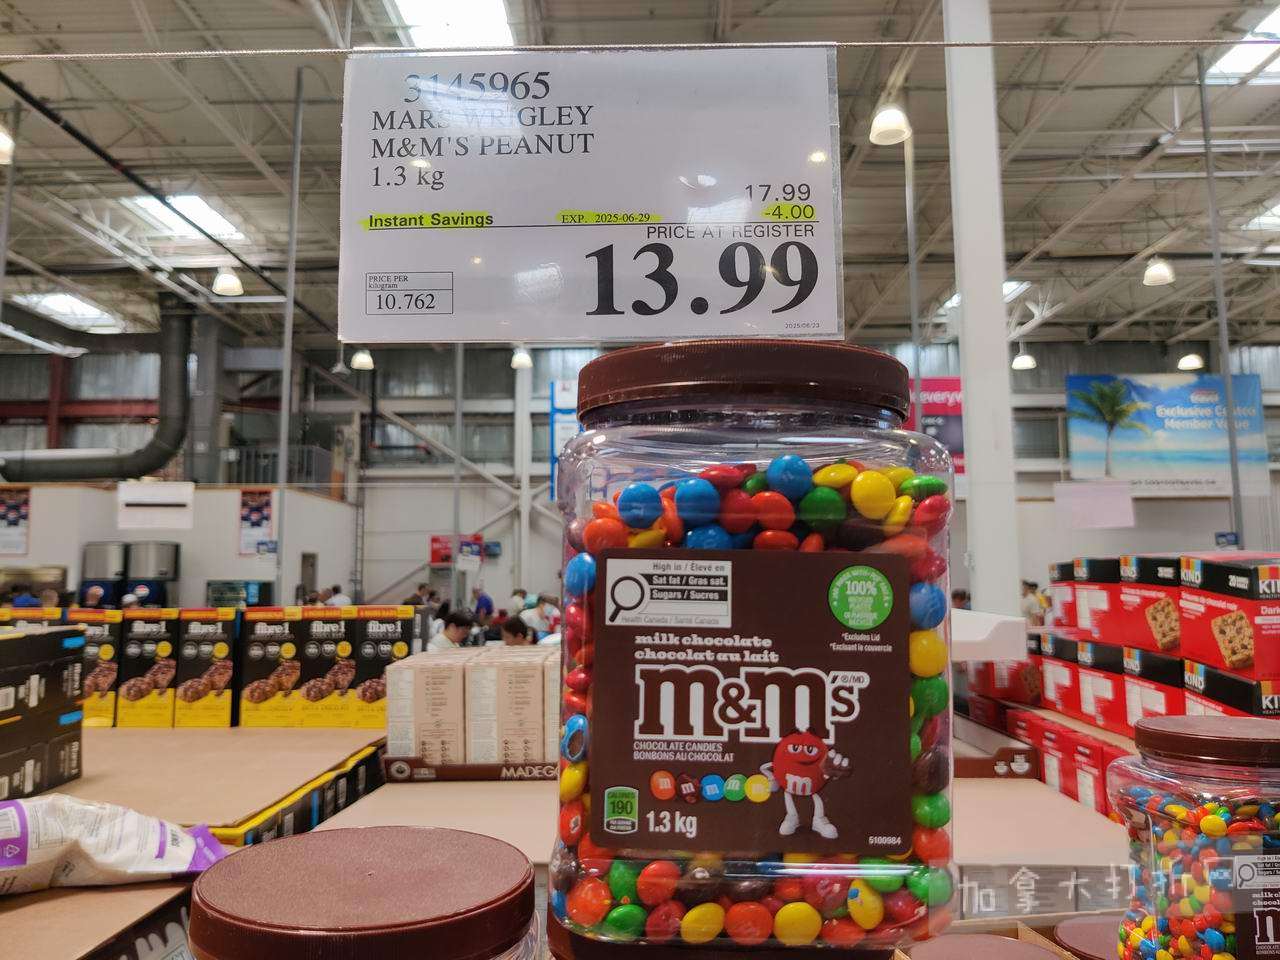 3145965
MARS WRIGLEY
M&M'S PEANUT
1.3 kg
17.99
Instant Savings EXP. 2025-06-29 -4.00
PRICE AT REGISTER
13.99
PRICE PER
kilogram
10.762
2025/06/23
High in / Élevé en
Sat fat / Gras sat.
Sugars / Sucres
Health Canada / Santé Canada
100%
*Excludes Lid
*Excluant le couvercle
milk chocolate
chocolat au lait
m&m's
®/MD
CHOCOLATE CANDIES
BONBONS AU CHOCOLAT
CALORIES
190
1.3 kg
5100984
Exclusive Costco
Member Value
fibre 1
fibre 1
fibre 1
fibre 1
fibre 1
KIND
KIND
KIND
MADEGO
加拿大打折